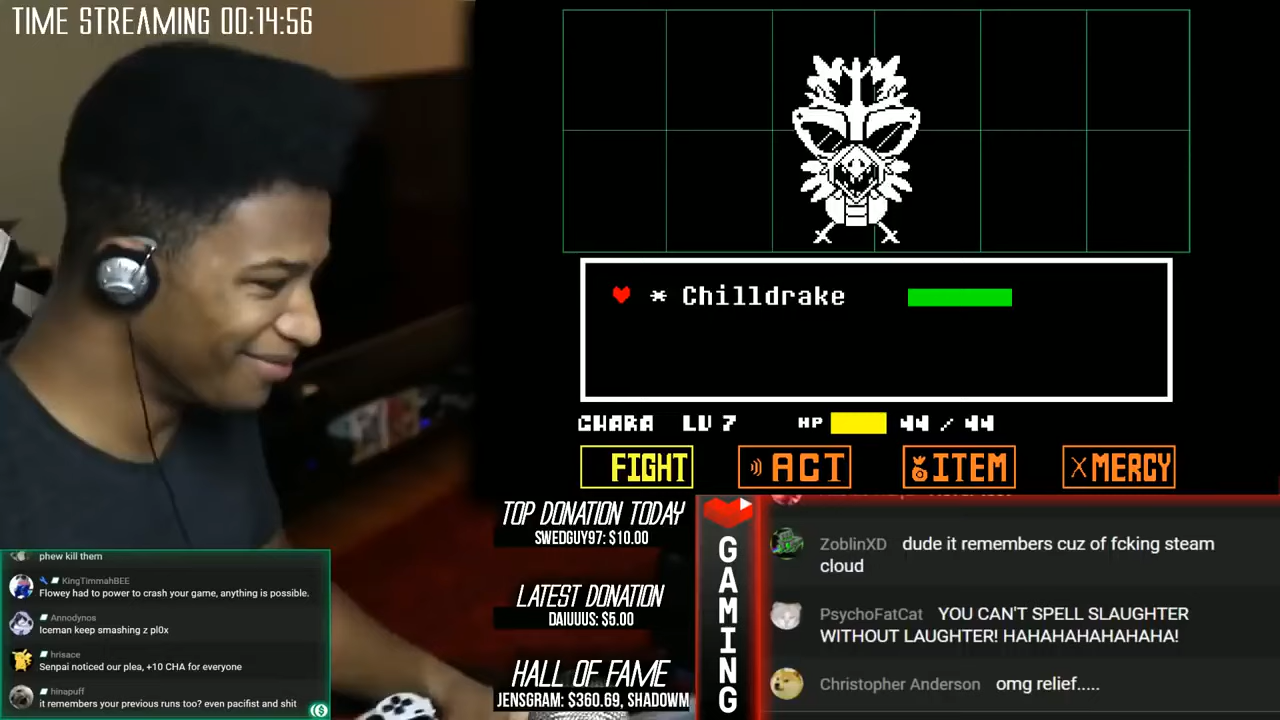 TIME STREAMING 00:14:56
* Chilldrake
CHARA LV 7 HP 44 / 44
FIGHT ACT ITEM MERCY
TOP DONATION TODAY
SWEDGUY97: $10.00
LATEST DONATION
DAIUUUS: $5.00
HALL OF FAME
JENSGRAM: $360.69, SHADOWM
GAMING
phew kill them
KingTimmahBEE
Flowey had to power to crash your game, anything is possible.
Annodynos
Iceman keep smashing z pl0x
hrisace
Senpai noticed our plea, +10 CHA for everyone
hinapuff
it remembers your previous runs too? even pacifist and shit
ZoblinXD dude it remembers cuz of fcking steam
cloud
PsychoFatCat YOU CAN'T SPELL SLAUGHTER
WITHOUT LAUGHTER! HAHAHAHAHAHAHA!
Christopher Anderson omg relief.....